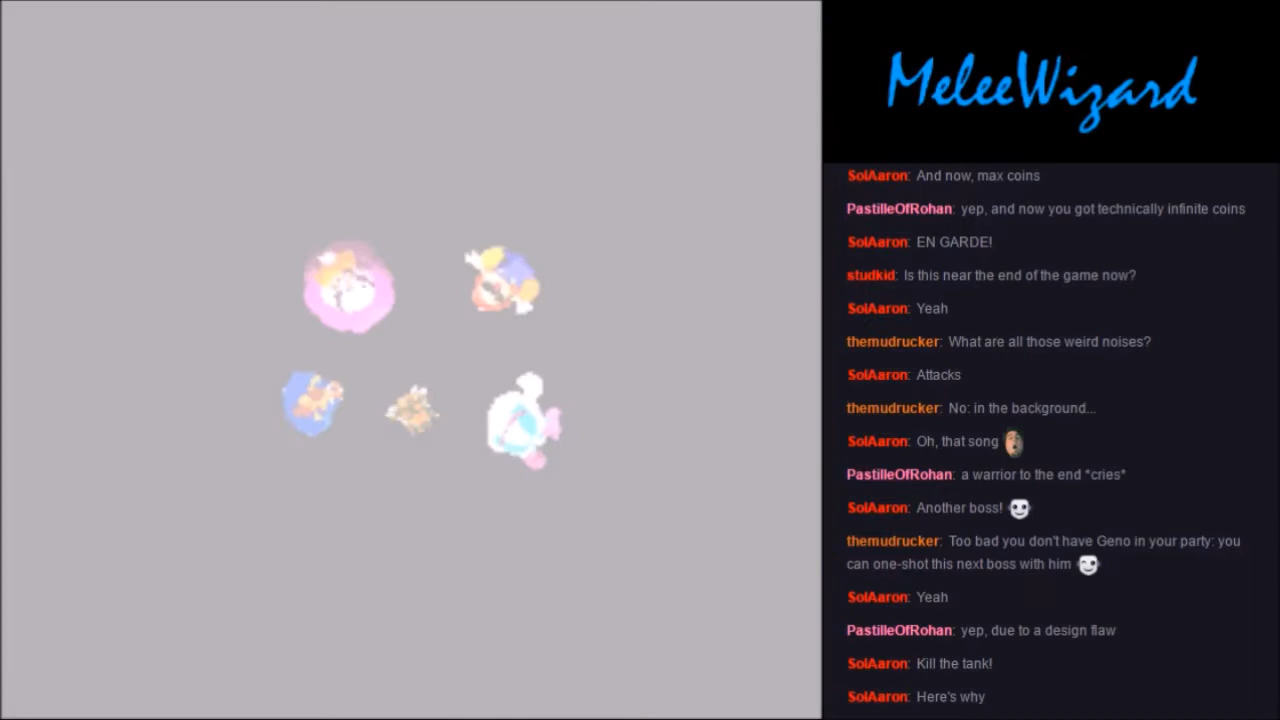 MeleeWizard
SolAaron: And now, max coins
PastilleOfRohan: yep, and now you got technically infinite coins
SolAaron: EN GARDE!
studkid: Is this near the end of the game now?
SolAaron: Yeah
themudrucker: What are all those weird noises?
SolAaron: Attacks
themudrucker: No: in the background...
SolAaron: Oh, that song
PastilleOfRohan: a warrior to the end *cries*
SolAaron: Another boss!
themudrucker: Too bad you don't have Geno in your party: you
can one-shot this next boss with him
SolAaron: Yeah
PastilleOfRohan: yep, due to a design flaw
SolAaron: Kill the tank!
SolAaron: Here's why